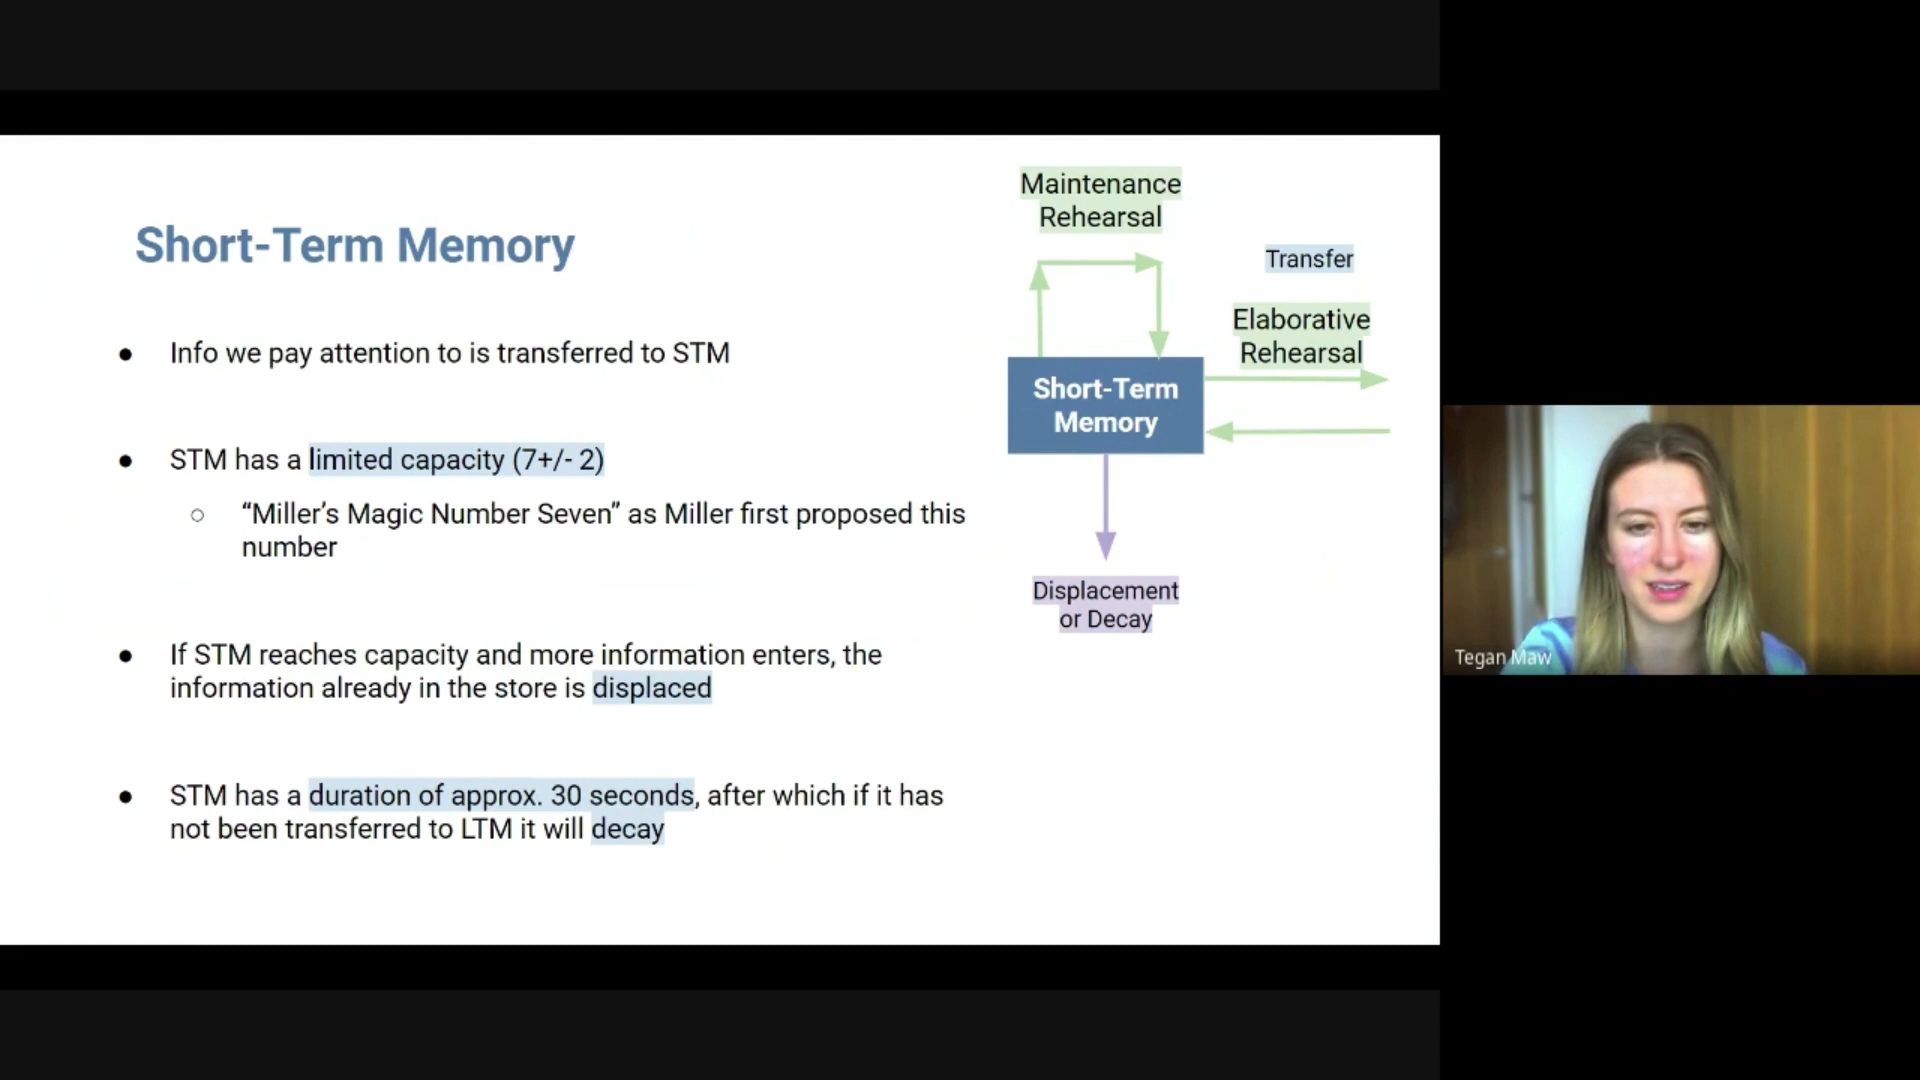 Short-Term Memory
● Info we pay attention to is transferred to STM
● STM has a limited capacity (7+/- 2)
○ “Miller’s Magic Number Seven” as Miller first proposed this
number
● If STM reaches capacity and more information enters, the
information already in the store is displaced
● STM has a duration of approx. 30 seconds, after which if it has
not been transferred to LTM it will decay
Maintenance
Rehearsal
Transfer
Elaborative
Rehearsal
Short-Term
Memory
Displacement
or Decay
Tegan Maw